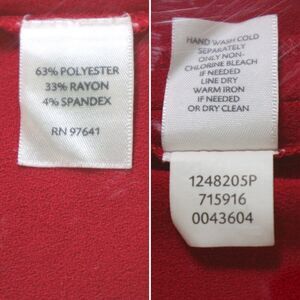 63% POLYESTER
33% RAYON
4% SPANDEX
RN 97641
HAND WASH COLD
SEPARATELY
ONLY NON-
CHLORINE BLEACH
IF NEEDED
LINE DRY
WARM IRON
IF NEEDED
OR DRY CLEAN
1248205P
715916
0043604